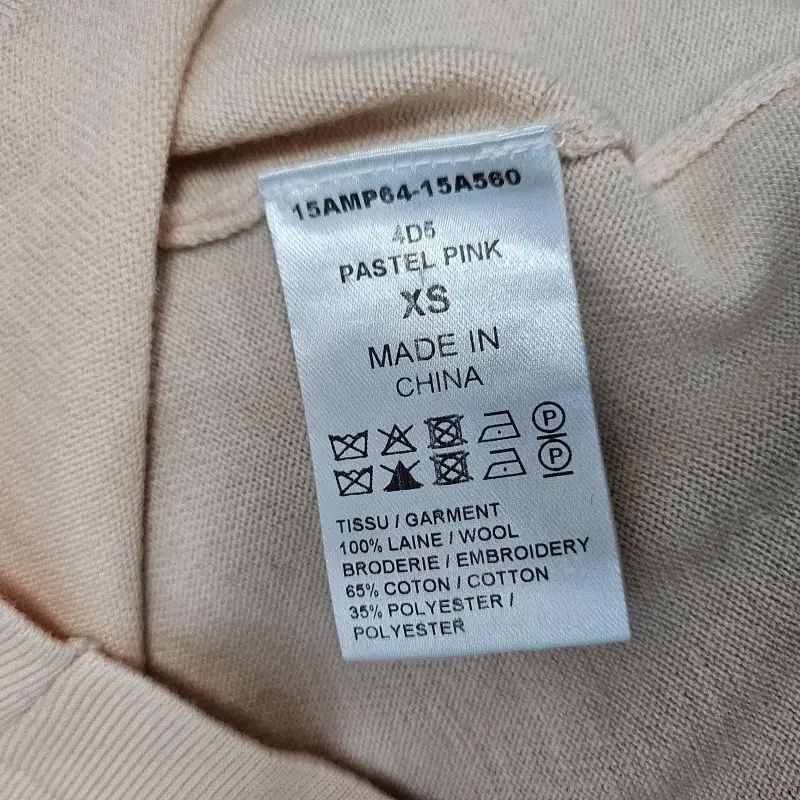 15AMP64-15A560
4D5
PASTEL PINK
XS
MADE IN
CHINA
P
P
TISSU / GARMENT
100% LAINE / WOOL
BRODERIE / EMBROIDERY
65% COTON / COTTON
35% POLYESTER /
POLYESTER